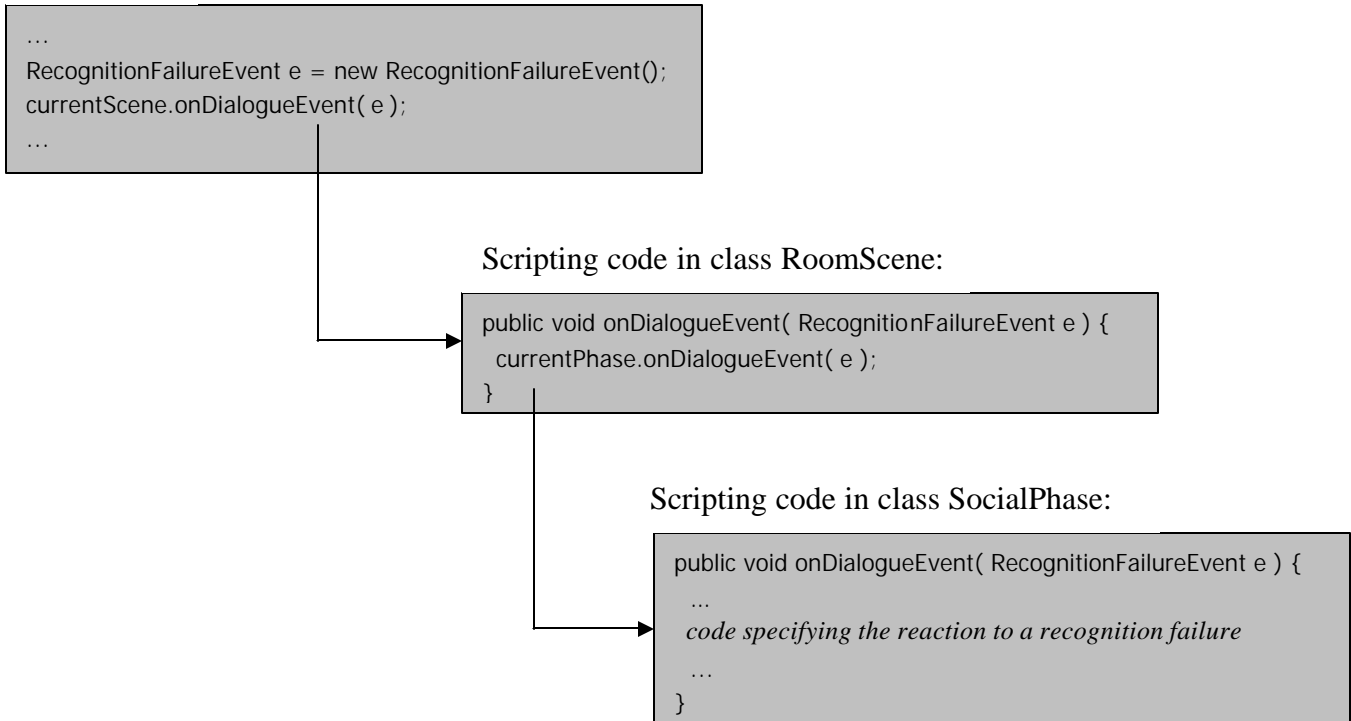 ...
RecognitionFailureEvent e = new RecognitionFailureEvent();
currentScene.onDialogueEvent( e );
...
Scripting code in class RoomScene:
public void onDialogueEvent( RecognitionFailureEvent e ) {
currentPhase.onDialogueEvent( e );
}
Scripting code in class SocialPhase:
public void onDialogueEvent( RecognitionFailureEvent e ) {
...
code specifying the reaction to a recognition failure
...
}